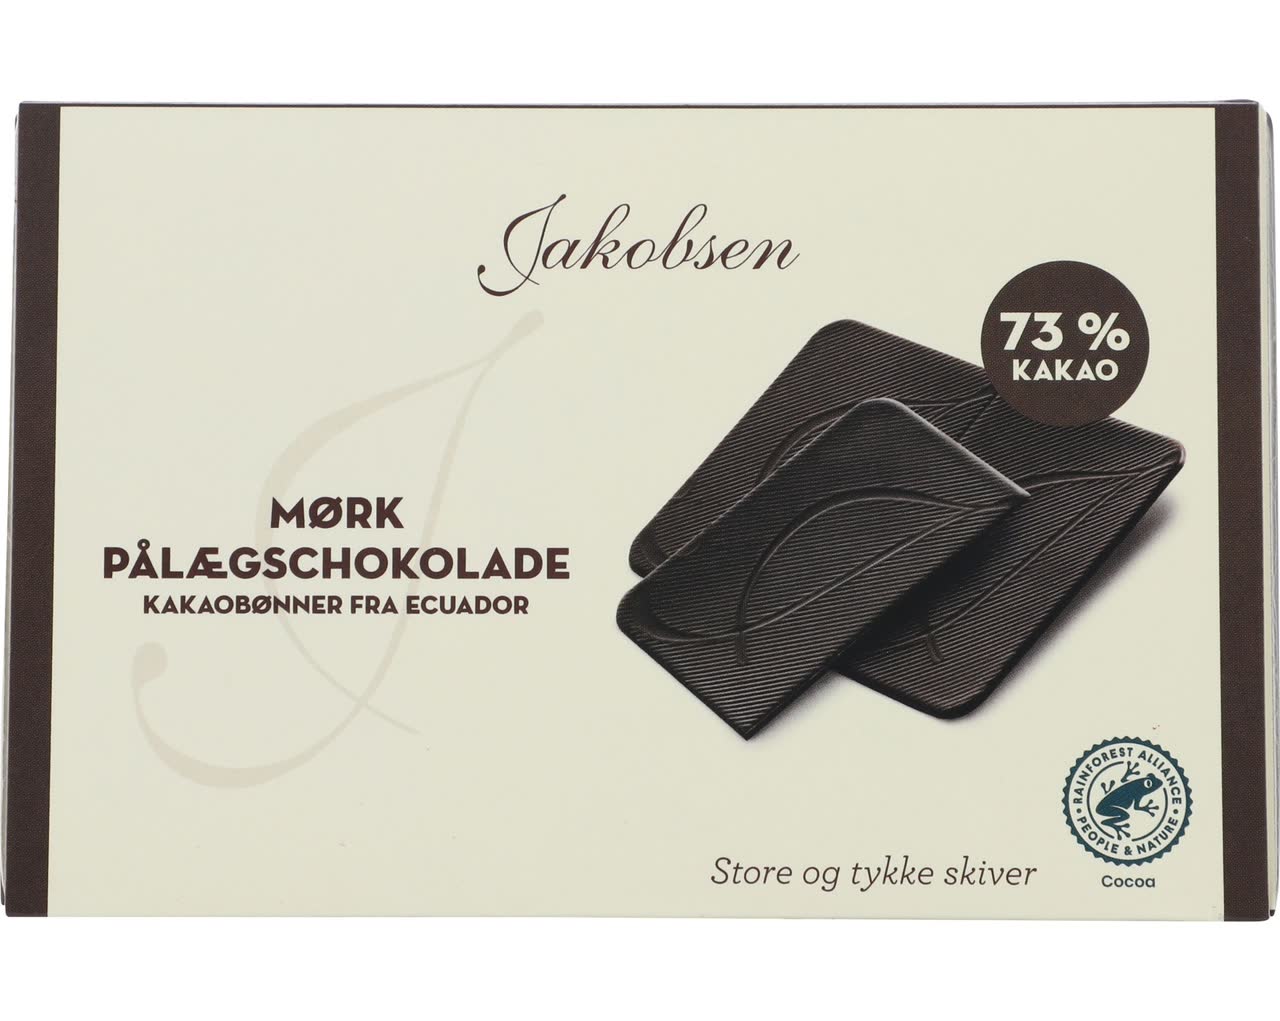 Jakobsen
73 %
KAKAO
MØRK
PÅLÆGSCHOKOLADE
KAKAOBØNNER FRA ECUADOR
RAINFOREST ALLIANCE
PEOPLE & NATURE
Cocoa
Store og tykke skiver